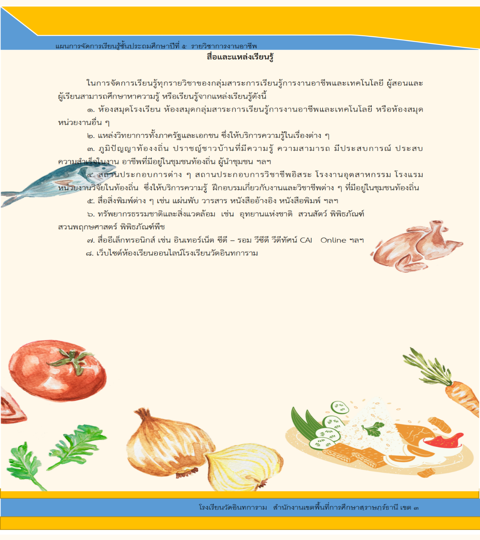 แผนการจัดการเรียนรู้ชั้นประถมศึกษาปีที่ ๕ รายวิชาการงานอาชีพ
สื่อและแหล่งเรียนรู้
ในการจัดการเรียนรู้ทุกรายวิชาของกลุ่มสาระการเรียนรู้การงานอาชีพและเทคโนโลยี ผู้สอนและ
ผู้เรียนสามารถศึกษาหาความรู้ หรือเรียนรู้จากแหล่งเรียนรู้ดังนี้
๑. ห้องสมุดโรงเรียน ห้องสมุดกลุ่มสาระการเรียนรู้การงานอาชีพและเทคโนโลยี หรือห้องสมุด
หน่วยงานอื่น ๆ
๒. แหล่งวิทยาการทั้งภาครัฐและเอกชน ซึ่งให้บริการความรู้ในเรื่องต่าง ๆ
๓. ภูมิปัญญาท้องถิ่น ปราชญ์ชาวบ้านที่มีความรู้ ความสามารถ มีประสบการณ์ ประสบ
ความสำเร็จในงาน อาชีพที่มีอยู่ในชุมชนท้องถิ่น ผู้นำชุมชน ฯลฯ
๔. สถานประกอบการต่าง ๆ สถานประกอบการวิชาชีพอิสระ โรงงานอุตสาหกรรม โรงแรม
หน่วยงานวิจัยในท้องถิ่น ซึ่งให้บริการความรู้ ฝึกอบรมเกี่ยวกับงานและวิชาชีพต่าง ๆ ที่มีอยู่ในชุมชนท้องถิ่น
๕. สื่อสิ่งพิมพ์ต่าง ๆ เช่น แผ่นพับ วารสาร หนังสืออ้างอิง หนังสือพิมพ์ ฯลฯ
๖. ทรัพยากรธรรมชาติและสิ่งแวดล้อม เช่น อุทยานแห่งชาติ สวนสัตว์ พิพิธภัณฑ์
สวนพฤกษศาสตร์ พิพิธภัณฑ์พืช
๗. สื่ออีเล็กทรอนิกส์ เช่น อินเทอร์เน็ต ซีดี – รอม วีซีดี วีดีทัศน์ CAI Online ฯลฯ
๘. เว็บไซต์ห้องเรียนออนไลน์โรงเรียนวัดอินทาราม
โรงเรียนวัดอินทาราม สำนักงานเขตพื้นที่การศึกษาสุราษฎร์ธานี เขต ๓